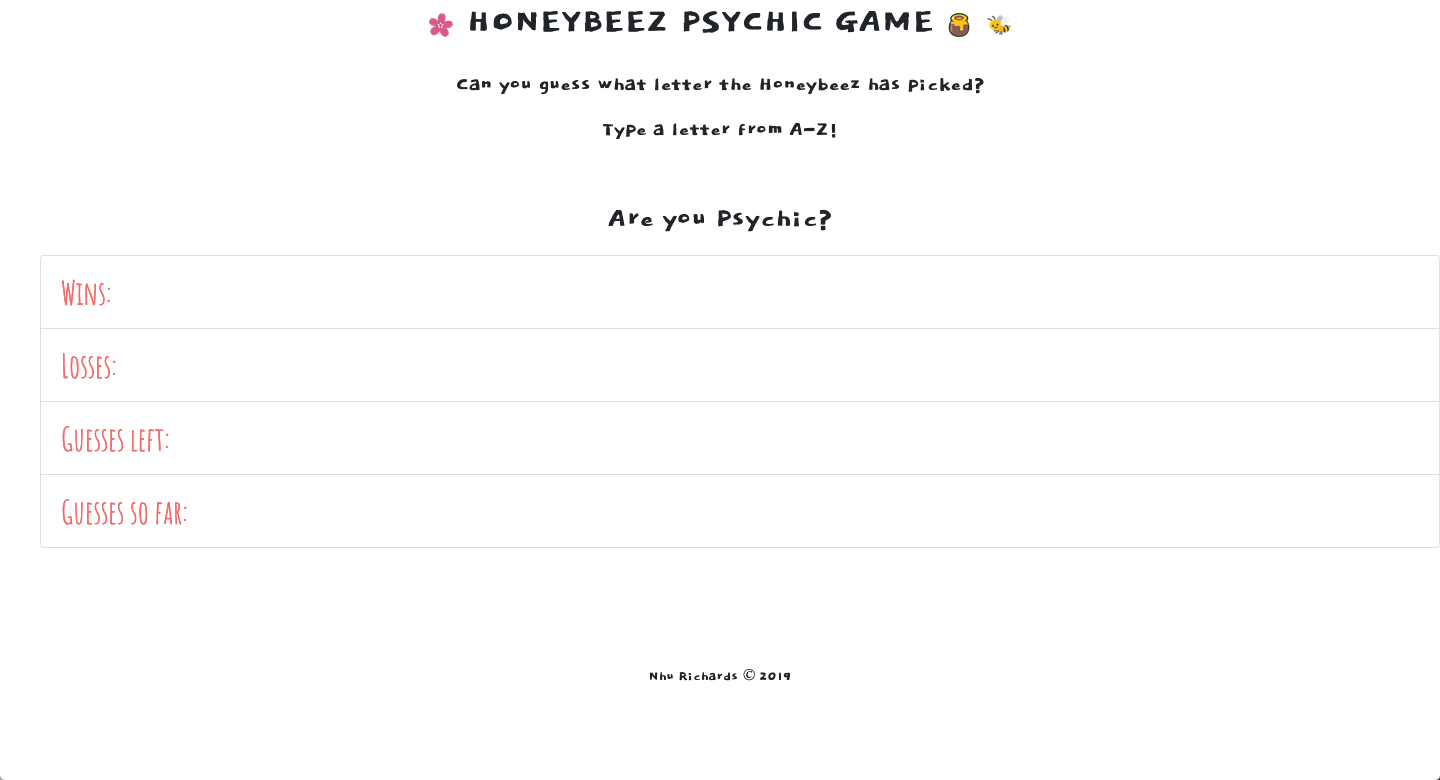 🌸 HONEYBEEZ PSYCHIC GAME 🍯 🐝
Can you guess what letter the Honeybeez has picked?
Type a letter from A-Z!
Are you Psychic?
Wins:
Losses:
Guesses left:
Guesses so far:
Nhu Richards © 2019